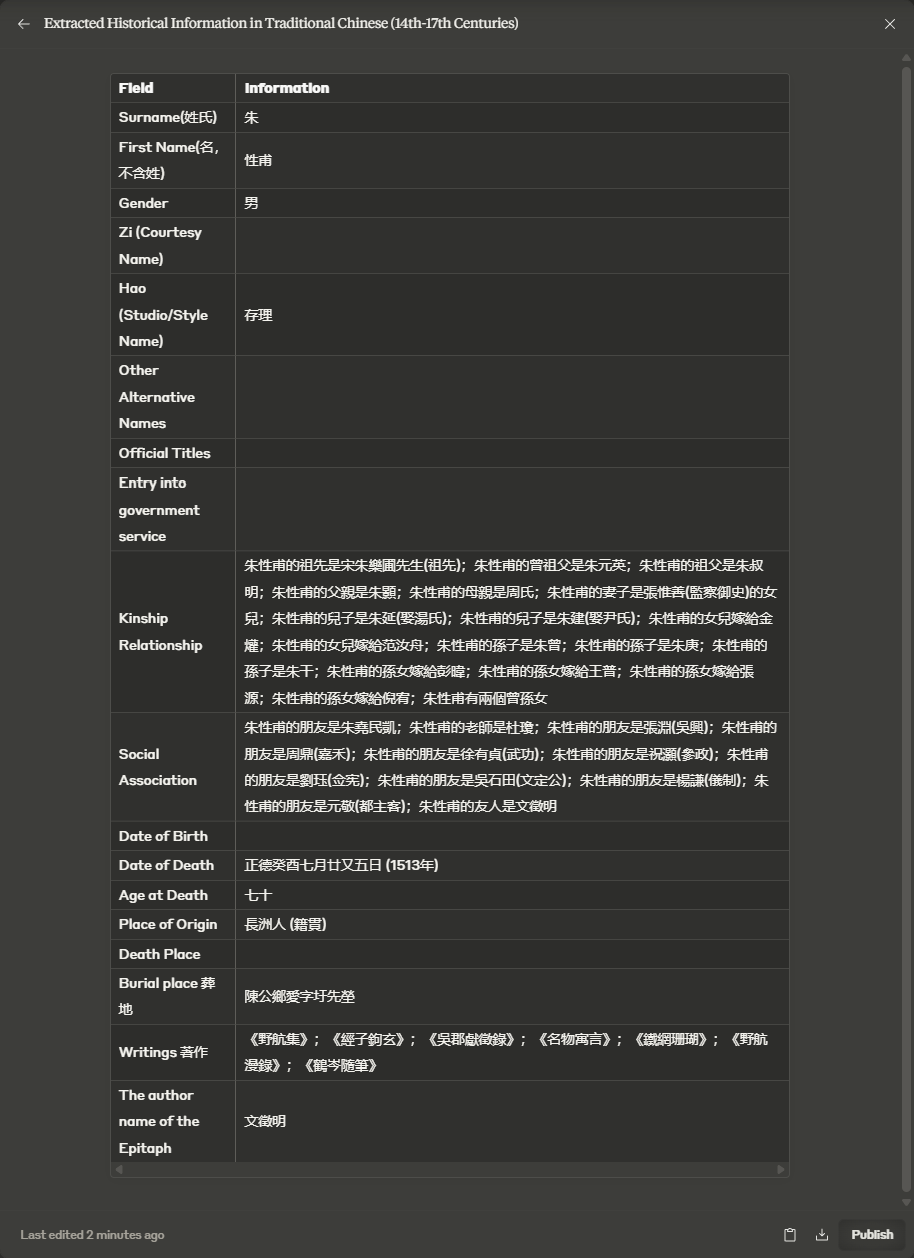 Extracted Historical Information in Traditional Chinese (14th-17th Centuries)
Field Information
Surname(姓氏) 朱
First Name(名,
不含姓)
性甫
Gender 男
Zi (Courtesy
Name)
Hao
(Studio/Style
Name)
存理
Other
Alternative
Names
Official Titles
Entry into
government
service
Kinship
Relationship
朱性甫的祖先是宋朱樂圃先生(祖先)；朱性甫的曾祖父是朱元英；朱性甫的祖父是朱叔
明；朱性甫的父親是朱顥；朱性甫的母親是周氏；朱性甫的妻子是張惟善(監察御史)的女
兒；朱性甫的兒子是朱延(娶湯氏)；朱性甫的兒子是朱建(娶尹氏)；朱性甫的女兒嫁給金
爟；朱性甫的女兒嫁給范汝舟；朱性甫的孫子是朱曾；朱性甫的孫子是朱庚；朱性甫的
孫子是朱干；朱性甫的孫女嫁給彭暐；朱性甫的孫女嫁給王普；朱性甫的孫女嫁給張
源；朱性甫的孫女嫁給倪宥；朱性甫有兩個曾孫女
Social
Association
朱性甫的朋友是朱堯民凱；朱性甫的老師是杜瓊；朱性甫的朋友是張淵(吳興)；朱性甫的
朋友是周鼎(嘉禾)；朱性甫的朋友是徐有貞(武功)；朱性甫的朋友是祝灝(參政)；朱性甫
的朋友是劉珏(佥宪)；朱性甫的朋友是吳石田(文定公)；朱性甫的朋友是楊謙(儀制)；朱
性甫的朋友是元敬(都主客)；朱性甫的友人是文徵明
Date of Birth
Date of Death 正德癸酉七月廿又五日 (1513年)
Age at Death 七十
Place of Origin 長洲人 (籍貫)
Death Place
Burial place 葬
地
陳公鄉愛字圩先塋
Writings 著作
《野航集》；《經子鉤玄》；《吳郡獻徵錄》；《名物寓言》；《鐵網珊瑚》；《野航
漫錄》；《鶴岑随筆》
The author
name of the
Epitaph
文徵明
Last edited 2 minutes ago
Publish